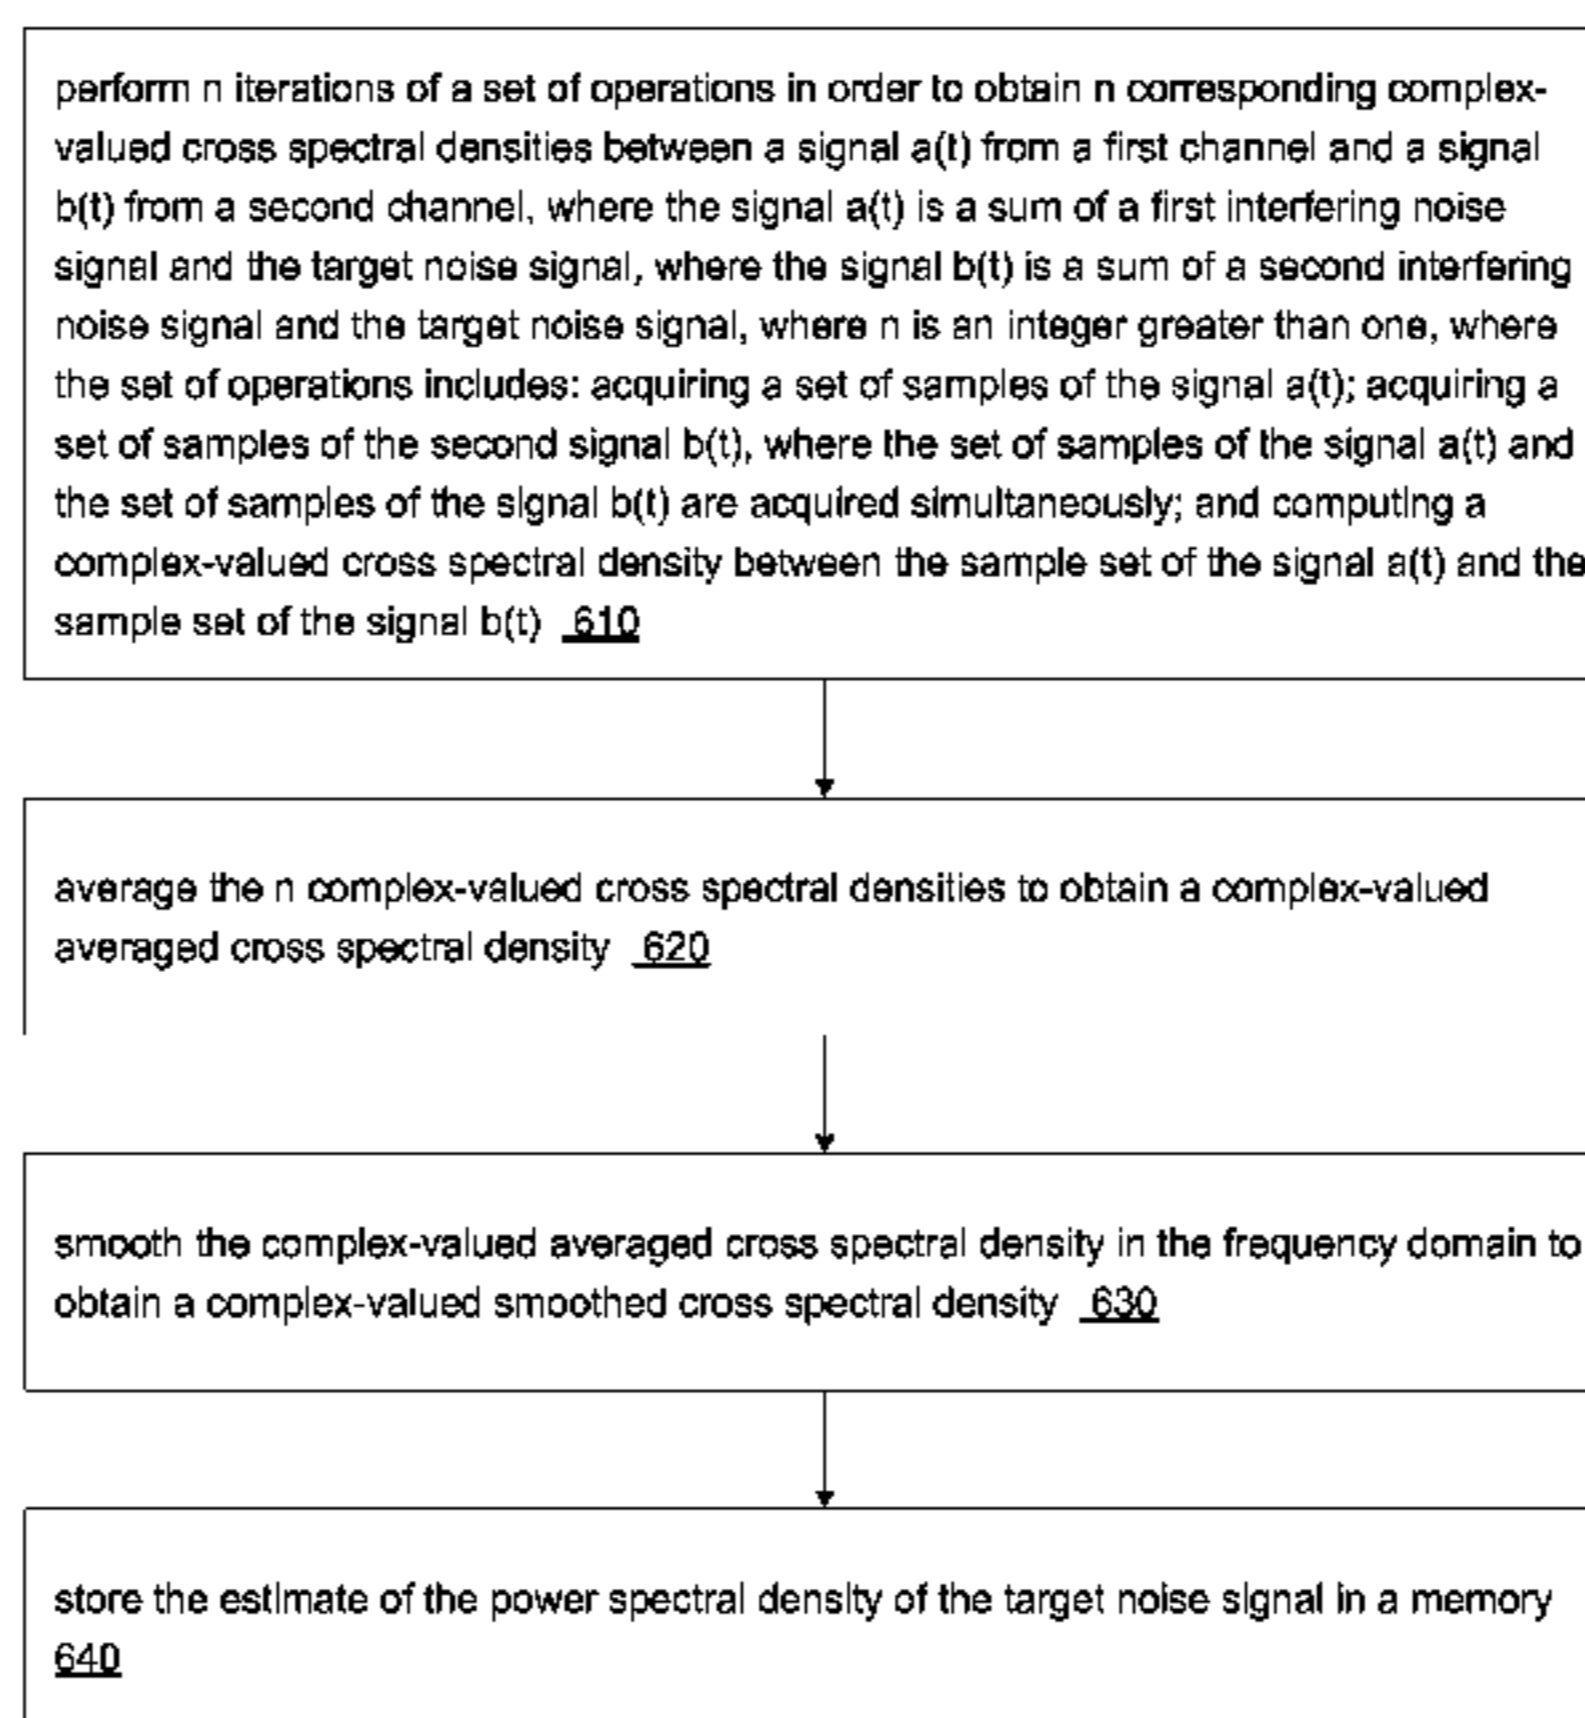 perform n iterations of a set of operations in order to obtain n corresponding complex-
valued cross spectral densities between a signal a(t) from a first channel and a signal
b(t) from a second channel, where the signal a(t) is a sum of a first interfering noise
signal and the target noise signal, where the signal b(t) is a sum of a second interfering
noise signal and the target noise signal, where n is an integer greater than one, where
the set of operations includes: acquiring a set of samples of the signal a(t); acquiring a
set of samples of the second signal b(t), where the set of samples of the signal a(t) and
the set of samples of the signal b(t) are acquired simultaneously; and computing a
complex-valued cross spectral density between the sample set of the signal a(t) and the
sample set of the signal b(t) 610
average the n complex-valued cross spectral densities to obtain a complex-valued
averaged cross spectral density 620
smooth the complex-valued averaged cross spectral density in the frequency domain to
obtain a complex-valued smoothed cross spectral density 630
store the estimate of the power spectral density of the target noise signal in a memory
640